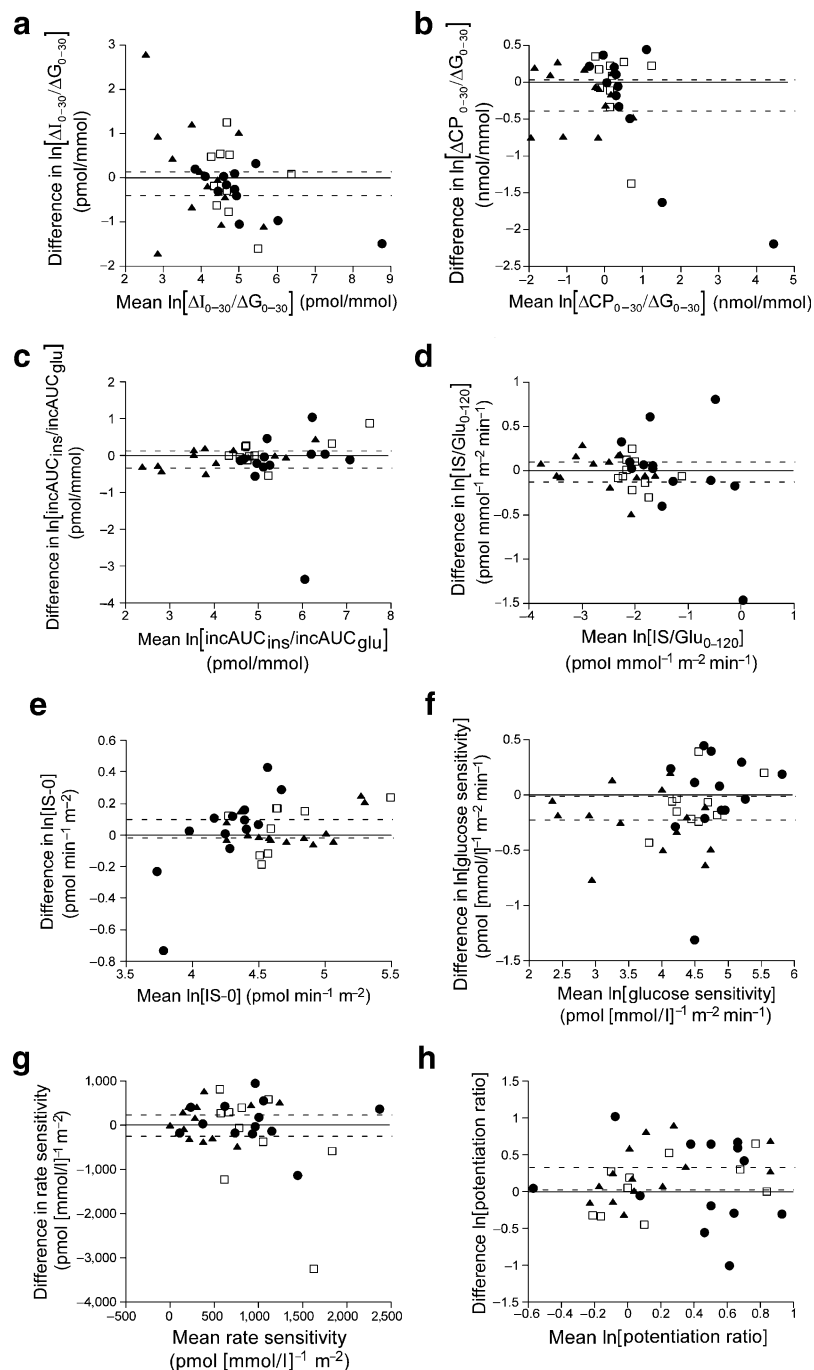 a
3
2
1
0
−1
−2
2 3 4 5 6 7 8 9
Difference in ln[ΔI0–30/ΔG0–30]
(pmol/mmol)
Mean ln[ΔI0–30/ΔG0–30] (pmol/mmol)
b
0.5
0
−0.5
−1
−1.5
−2
−2.5
−2 −1 0 1 2 3 4 5
Difference in ln[ΔCP0–30/ΔG0–30]
(nmol/mmol)
Mean ln[ΔCP0–30/ΔG0–30] (nmol/mmol)
c
2
1
0
−1
−2
−3
−4
2 3 4 5 6 7 8
Difference in ln[incAUCins/incAUCglu]
(pmol/mmol)
Mean ln[incAUCins/incAUCglu]
(pmol/mmol)
d
1
0.5
0
−0.5
−1
−1.5
−4 −3 −2 −1 0 1
Difference in ln[IS/Glu0–120]
(pmol mmol−1 m−2 min−1)
Mean ln[IS/Glu0–120]
(pmol mmol−1 m−2 min−1)
e
0.6
0.4
0.2
0
−0.2
−0.4
−0.6
−0.8
3.5 4 4.5 5 5.5
Difference in ln[IS-0]
(pmol min−1 m−2)
Mean ln[IS-0] (pmol min−1 m−2)
f
0.5
0
−0.5
−1
−1.5
2 2.5 3 3.5 4 4.5 5 5.5 6
Difference in ln[glucose sensitivity]
(pmol [mmol/l]−1 m−2 min−1)
Mean ln[glucose sensitivity]
(pmol [mmol/l]−1 m−2 min−1)
g
1,000
0
−1,000
−2,000
−3,000
−4,000
−500 0 500 1,000 1,500 2,000 2,500
Difference in rate sensitivity
(pmol [mmol/l]−1 m−2)
Mean rate sensitivity
(pmol [mmol/l]−1 m−2)
h
1.5
1
0.5
0
−0.5
−1
−1.5
−0.6 −0.4 −0.2 0 0.2 0.4 0.6 0.8 1
Difference ln[potentiation ratio]
Mean ln[potentiation ratio]